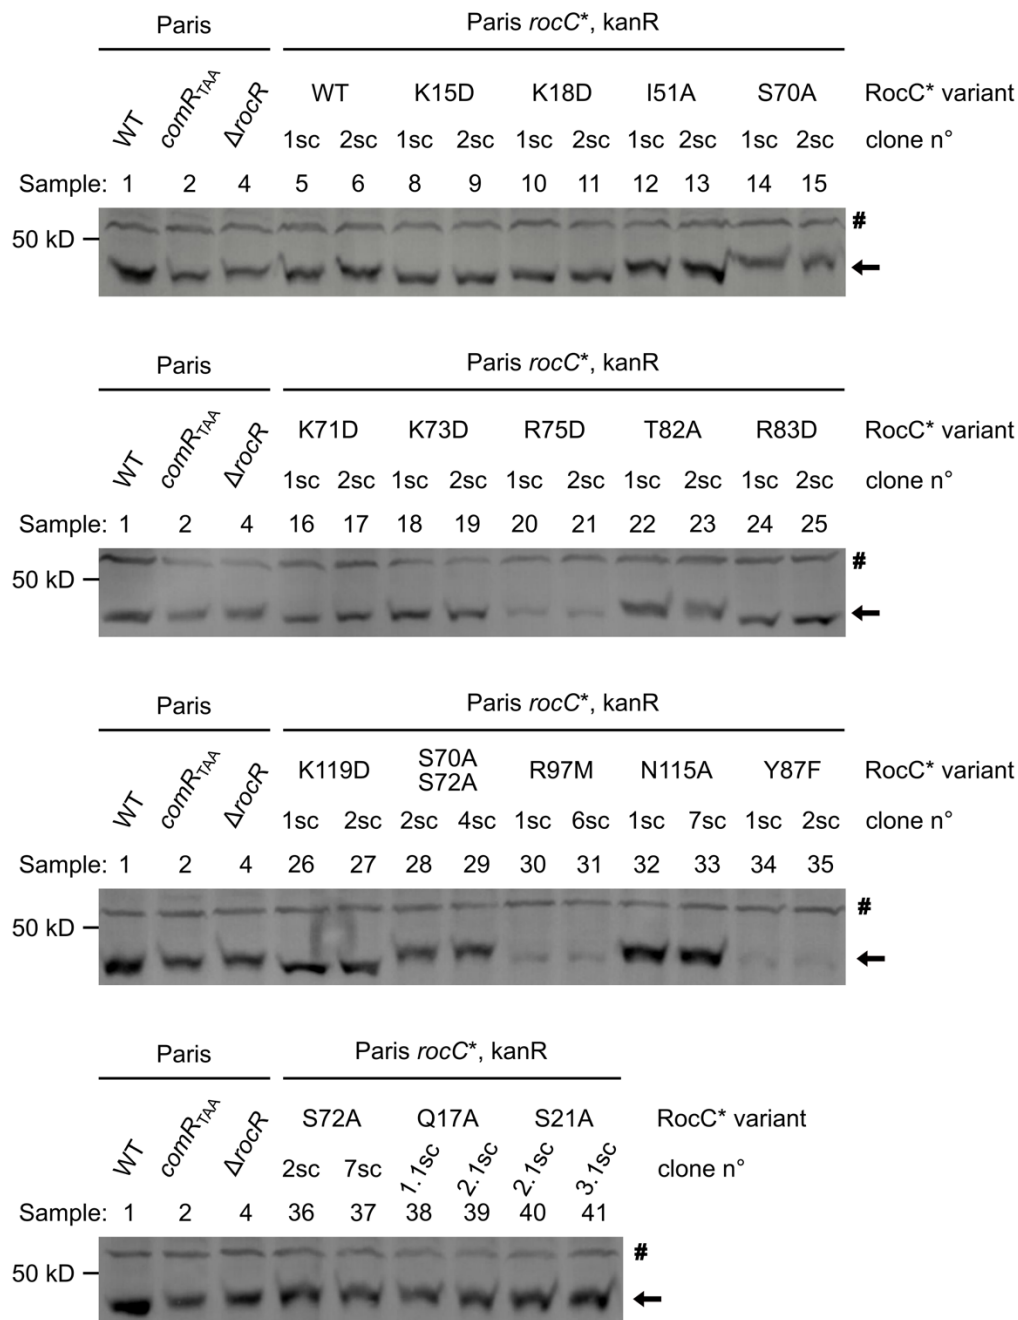 Paris Paris rocC*, kanR
WT comR_TAA ΔrocR WT K15D K18D I51A S70A RocC* variant
1sc 2sc 1sc 2sc 1sc 2sc 1sc 2sc 1sc 2sc clone n°
Sample: 1 2 4 5 6 8 9 10 11 12 13 14 15
#
50 kD
Paris Paris rocC*, kanR
WT comR_TAA ΔrocR K71D K73D R75D T82A R83D RocC* variant
1sc 2sc 1sc 2sc 1sc 2sc 1sc 2sc 1sc 2sc clone n°
Sample: 1 2 4 16 17 18 19 20 21 22 23 24 25
#
50 kD
Paris Paris rocC*, kanR
WT comR_TAA ΔrocR K119D S70A S72A R97M N115A Y87F RocC* variant
1sc 2sc 2sc 4sc 1sc 6sc 1sc 7sc 1sc 2sc clone n°
Sample: 1 2 4 26 27 28 29 30 31 32 33 34 35
#
50 kD
Paris Paris rocC*, kanR
WT comR_TAA ΔrocR S72A Q17A S21A RocC* variant
2sc 7sc 1.1sc 2.1sc 2.1sc 3.1sc clone n°
Sample: 1 2 4 36 37 38 39 40 41
#
50 kD